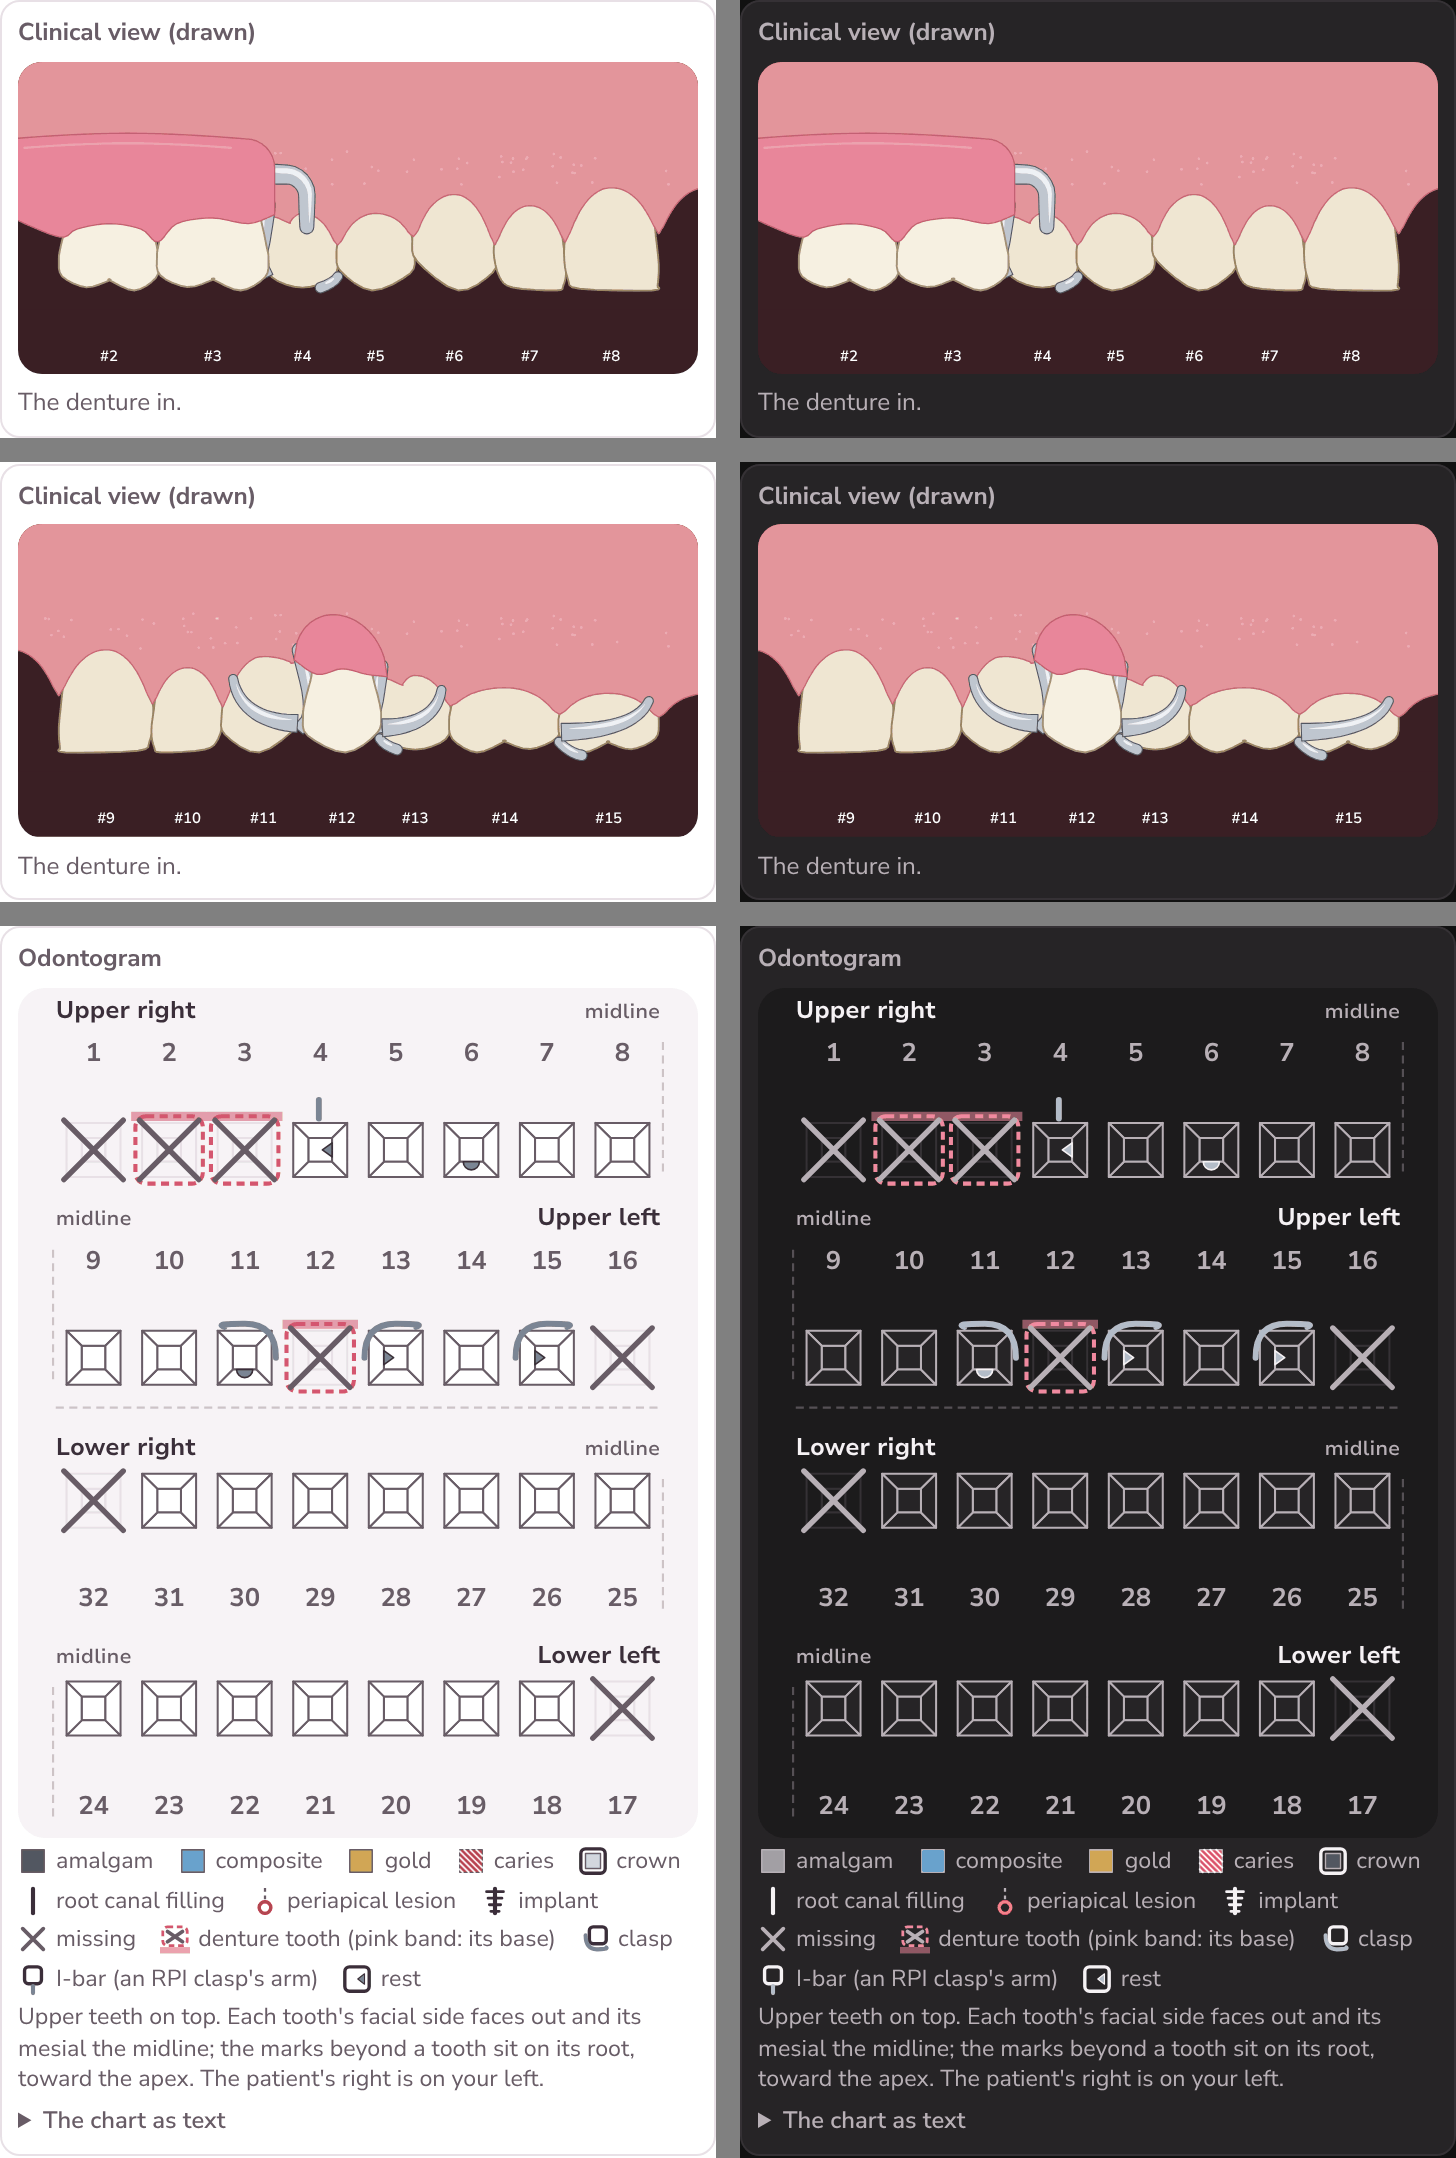 Clinical view (drawn)
#2 #3 #4 #5 #6 #7 #8
The denture in.
Clinical view (drawn)
#2 #3 #4 #5 #6 #7 #8
The denture in.
Clinical view (drawn)
#9 #10 #11 #12 #13 #14 #15
The denture in.
Clinical view (drawn)
#9 #10 #11 #12 #13 #14 #15
The denture in.
Odontogram
Upper right midline
1 2 3 4 5 6 7 8
midline Upper left
9 10 11 12 13 14 15 16
Lower right midline
32 31 30 29 28 27 26 25
midline Lower left
24 23 22 21 20 19 18 17
amalgam composite gold caries crown
root canal filling periapical lesion implant
missing denture tooth (pink band: its base) clasp
I-bar (an RPI clasp's arm) rest
Upper teeth on top. Each tooth's facial side faces out and its
mesial the midline; the marks beyond a tooth sit on its root,
toward the apex. The patient's right is on your left.
The chart as text
Odontogram
Upper right midline
1 2 3 4 5 6 7 8
midline Upper left
9 10 11 12 13 14 15 16
Lower right midline
32 31 30 29 28 27 26 25
midline Lower left
24 23 22 21 20 19 18 17
amalgam composite gold caries crown
root canal filling periapical lesion implant
missing denture tooth (pink band: its base) clasp
I-bar (an RPI clasp's arm) rest
Upper teeth on top. Each tooth's facial side faces out and its
mesial the midline; the marks beyond a tooth sit on its root,
toward the apex. The patient's right is on your left.
The chart as text